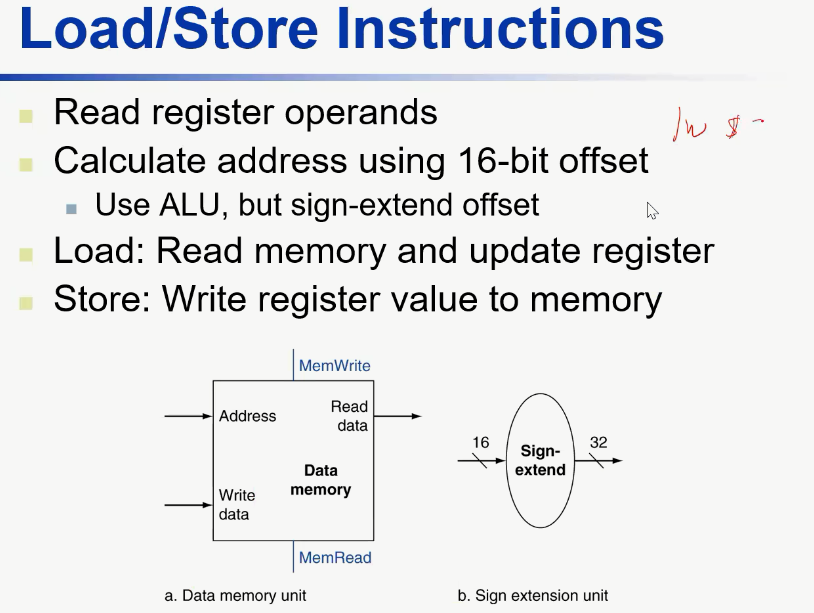 Load/Store Instructions
Read register operands
lw $
Calculate address using 16-bit offset
Use ALU, but sign-extend offset
Load: Read memory and update register
Store: Write register value to memory
MemWrite
Address
Read
data
Data
memory
Write
data
MemRead
16
Sign-
extend
32
a. Data memory unit
b. Sign extension unit